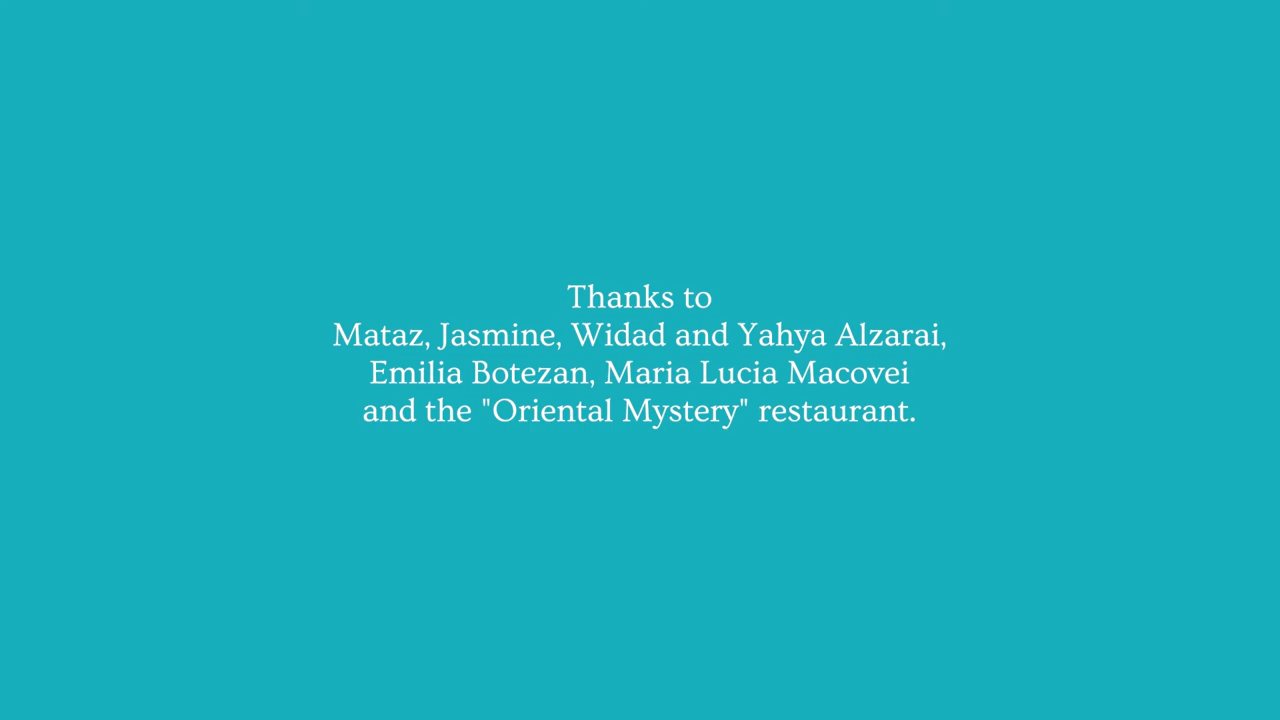 Thanks to
Mataz, Jasmine, Widad and Yahya Alzarai,
Emilia Botezan, Maria Lucia Macovei
and the "Oriental Mystery" restaurant.